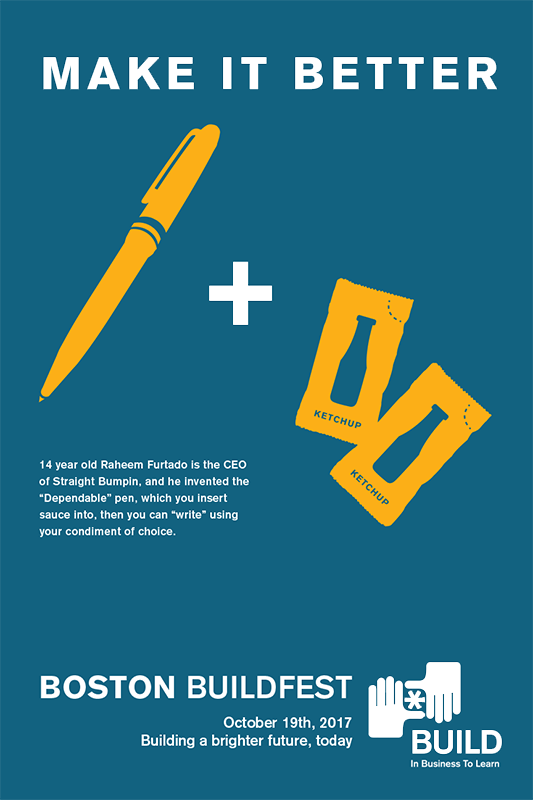 MAKE IT BETTER
KETCHUP
KETCHUP
14 year old Raheem Furtado is the CEO
of Straight Bumpin, and he invented the
“Dependable” pen, which you insert
sauce into, then you can “write” using
your condiment of choice.
BOSTON BUILDFEST
October 19th, 2017
Building a brighter future, today
BUILD
In Business To Learn